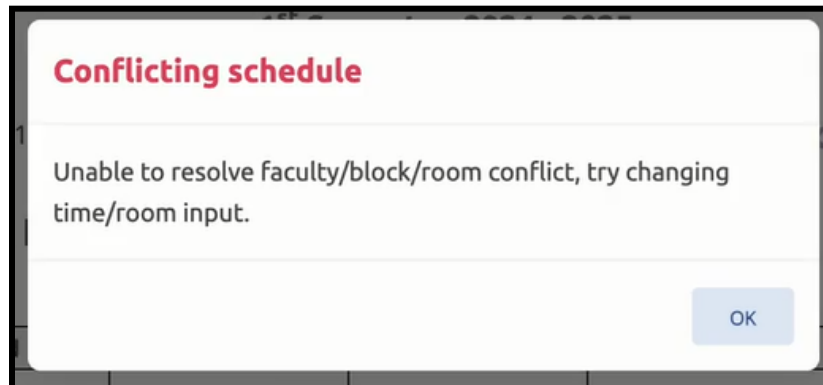 Conflicting schedule
Unable to resolve faculty/block/room conflict, try changing
time/room input.
OK